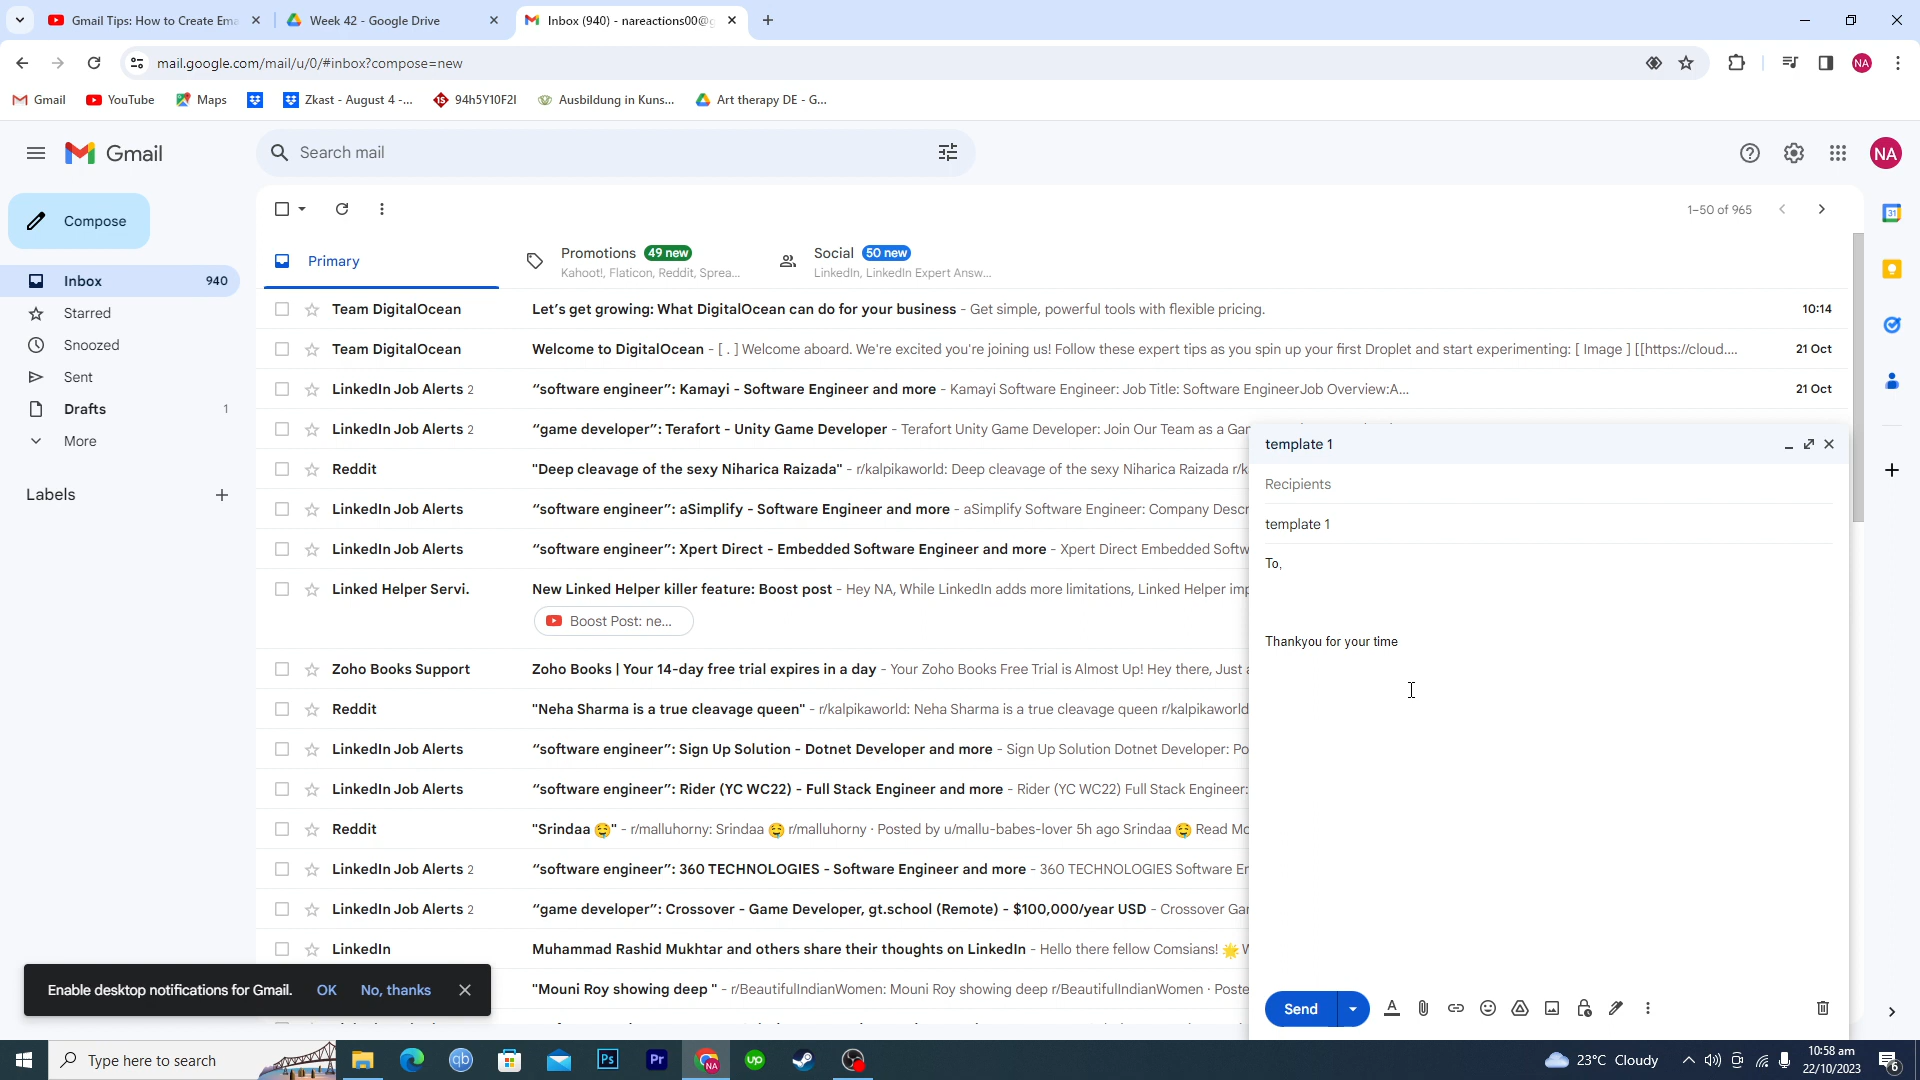 Gmail Tips: How to Create Ema
Week 42 - Google Drive
Inbox (940) - nareactions00@g
mail.google.com/mail/u/0/#inbox?compose=new
NA
Gmail
YouTube
Maps
Zkast - August 4 -...
94h5Y10F2I
Ausbildung in Kuns...
Art therapy DE - G...
Gmail
Search mail
NA
Compose
1–50 of 965
Inbox 940
Starred
Snoozed
Sent
Drafts 1
More
Labels
Primary
Promotions 49 new
Kahoot!, Flaticon, Reddit, Sprea...
Social 50 new
LinkedIn, LinkedIn Expert Answ...
Team DigitalOcean Let's get growing: What DigitalOcean can do for your business - Get simple, powerful tools with flexible pricing. 10:14
Team DigitalOcean Welcome to DigitalOcean - [ . ] Welcome aboard. We're excited you're joining us! Follow these expert tips as you spin up your first Droplet and start experimenting: [ Image ] [[https://cloud.... 21 Oct
LinkedIn Job Alerts 2 “software engineer”: Kamayi - Software Engineer and more - Kamayi Software Engineer: Job Title: Software EngineerJob Overview:A... 21 Oct
LinkedIn Job Alerts 2 “game developer”: Terafort - Unity Game Developer - Terafort Unity Game Developer: Join Our Team as a Gar
Reddit "Deep cleavage of the sexy Niharica Raizada" - r/kalpikaworld: Deep cleavage of the sexy Niharica Raizada r/k
LinkedIn Job Alerts “software engineer”: aSimplify - Software Engineer and more - aSimplify Software Engineer: Company Descr
LinkedIn Job Alerts “software engineer”: Xpert Direct - Embedded Software Engineer and more - Xpert Direct Embedded Softw
Linked Helper Servi. New Linked Helper killer feature: Boost post - Hey NA, While LinkedIn adds more limitations, Linked Helper imp
Boost Post: ne...
Zoho Books Support Zoho Books | Your 14-day free trial expires in a day - Your Zoho Books Free Trial is Almost Up! Hey there, Just a
Reddit "Neha Sharma is a true cleavage queen" - r/kalpikaworld: Neha Sharma is a true cleavage queen r/kalpikaworld
LinkedIn Job Alerts “software engineer”: Sign Up Solution - Dotnet Developer and more - Sign Up Solution Dotnet Developer: Po
LinkedIn Job Alerts “software engineer”: Rider (YC WC22) - Full Stack Engineer and more - Rider (YC WC22) Full Stack Engineer:
Reddit "Srindaa 🤤" - r/malluhorny: Srindaa 🤤 r/malluhorny · Posted by u/mallu-babes-lover 5h ago Srindaa 🤤 Read Mo
LinkedIn Job Alerts 2 “software engineer”: 360 TECHNOLOGIES - Software Engineer and more - 360 TECHNOLOGIES Software Er
LinkedIn Job Alerts 2 “game developer”: Crossover - Game Developer, gt.school (Remote) - $100,000/year USD - Crossover Gar
LinkedIn Muhammad Rashid Mukhtar and others share their thoughts on LinkedIn - Hello there fellow Comsians! 🌟 W
"Mouni Roy showing deep " - r/BeautifulIndianWomen: Mouni Roy showing deep r/BeautifulIndianWomen · Poste
Enable desktop notifications for Gmail. OK No, thanks
template 1
Recipients
template 1
To,
Thankyou for your time
Send
Type here to search
23°C Cloudy
10:58 am
22/10/2023
6